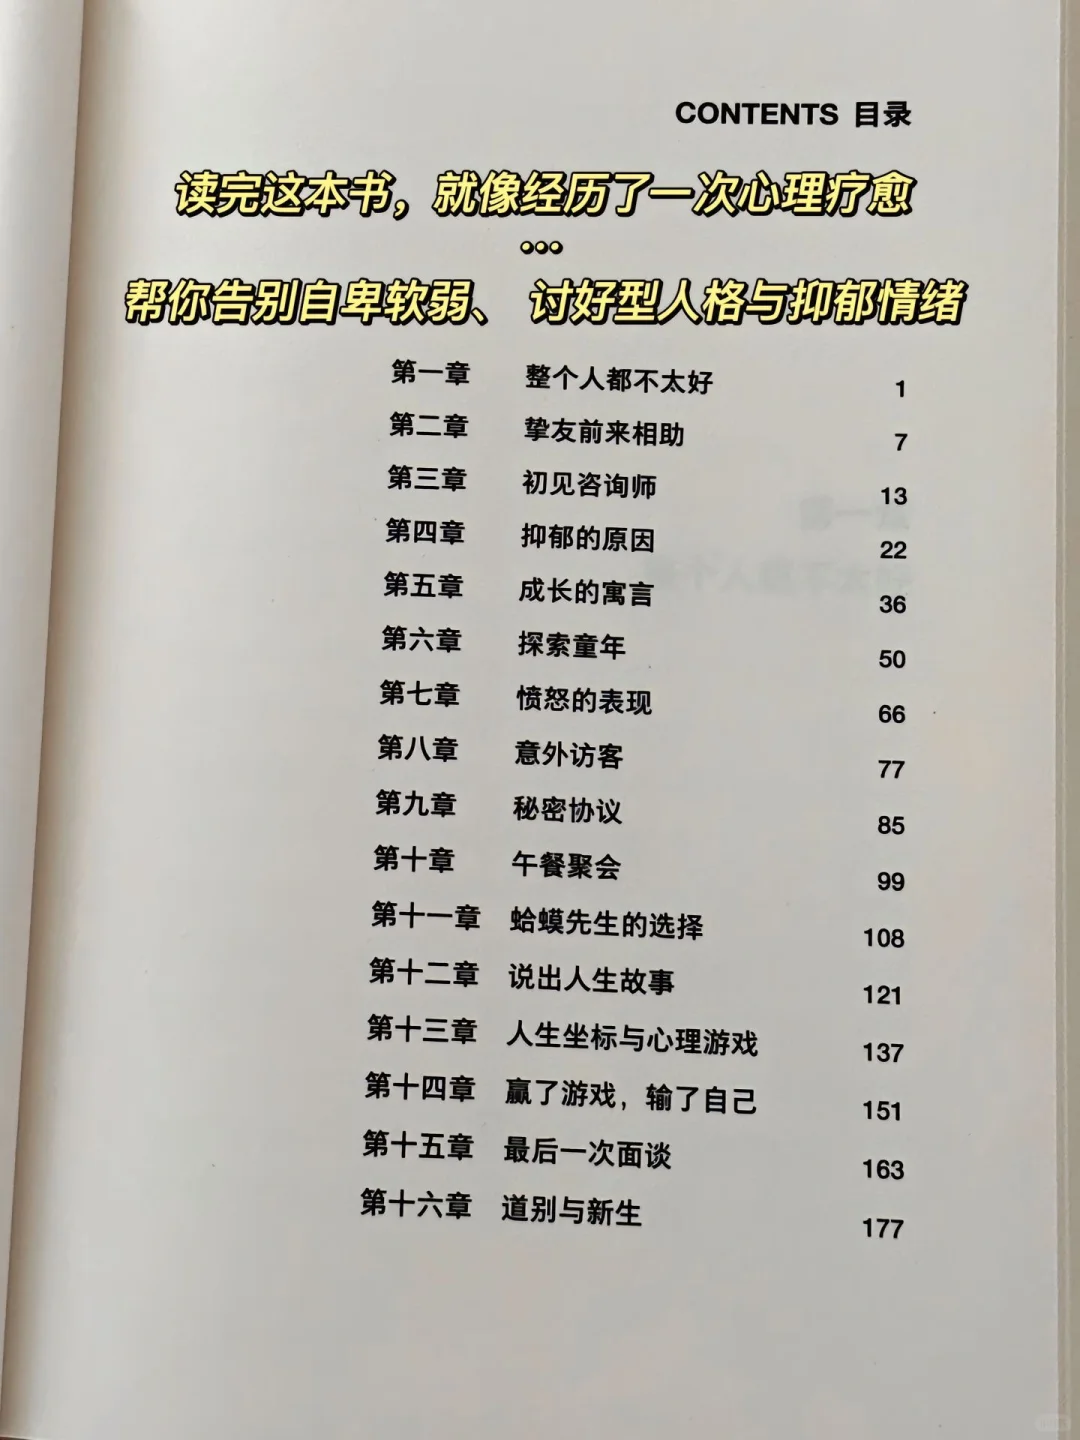 CONTENTS 目录
读完这本书，就像经历了一次心理疗愈
...
帮你告别自卑软弱、讨好型人格与抑郁情绪
第一章 整个人都不太好 1
第二章 挚友前来相助 7
第三章 初见咨询师 13
第四章 抑郁的原因 22
第五章 成长的寓言 36
第六章 探索童年 50
第七章 愤怒的表现 66
第八章 意外访客 77
第九章 秘密协议 85
第十章 午餐聚会 99
第十一章 蛤蟆先生的选择 108
第十二章 说出人生故事 121
第十三章 人生坐标与心理游戏 137
第十四章 赢了游戏，输了自己 151
第十五章 最后一次面谈 163
第十六章 道别与新生 177